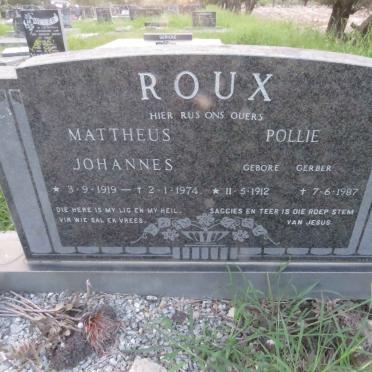 ROUX
HIER RUS ONS OUERS
MATTHEUS
JOHANNES
★ 3-9-1919 — † 2-1-1974
DIE HERE IS MY LIG EN MY HEIL,
VIR WIE SAL EK VREES.
POLLIE
GEBORE GERBER
★ 11-5-1912 † 7-6-1987
SAGGIES EN TEER IS DIE ROEP STEM
VAN JESUS.